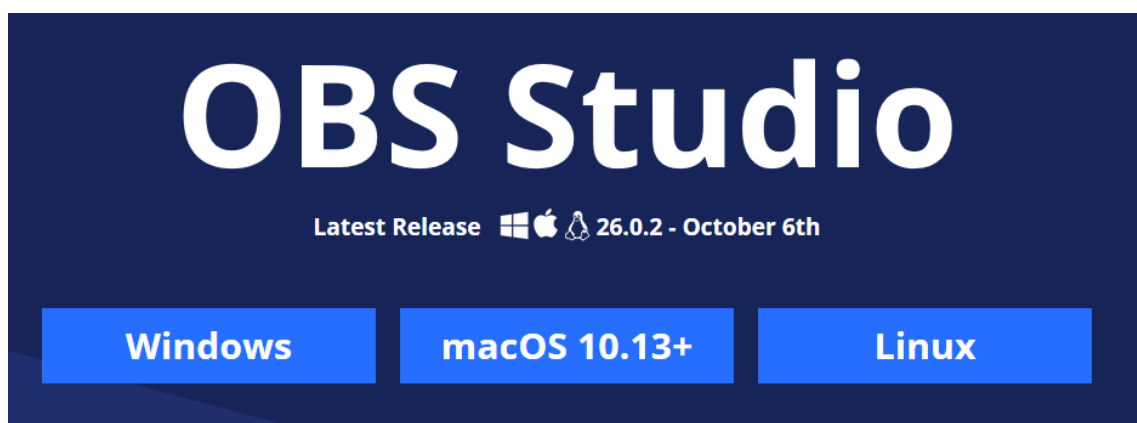 OBS Studio
Latest Release 26.0.2 - October 6th
Windows macOS 10.13+ Linux